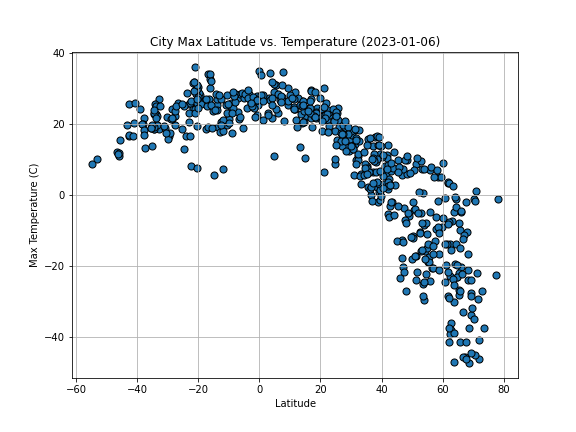 City Max Latitude vs. Temperature (2023-01-06)
40
20
0
−20
−40
Max Temperature (C)
−60 −40 −20 0 20 40 60 80
Latitude